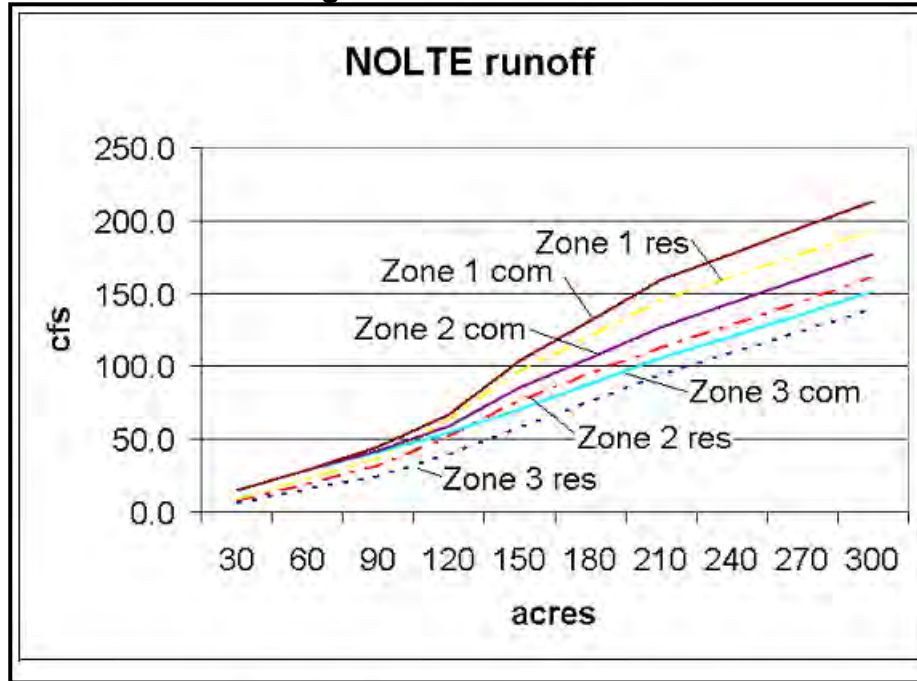 NOLTE runoff
250.0
200.0
150.0
100.0
50.0
0.0
cfs
Zone 1 res
Zone 1 com
Zone 2 com
Zone 3 com
Zone 2 res
Zone 3 res
30 60 90 120 150 180 210 240 270 300
acres